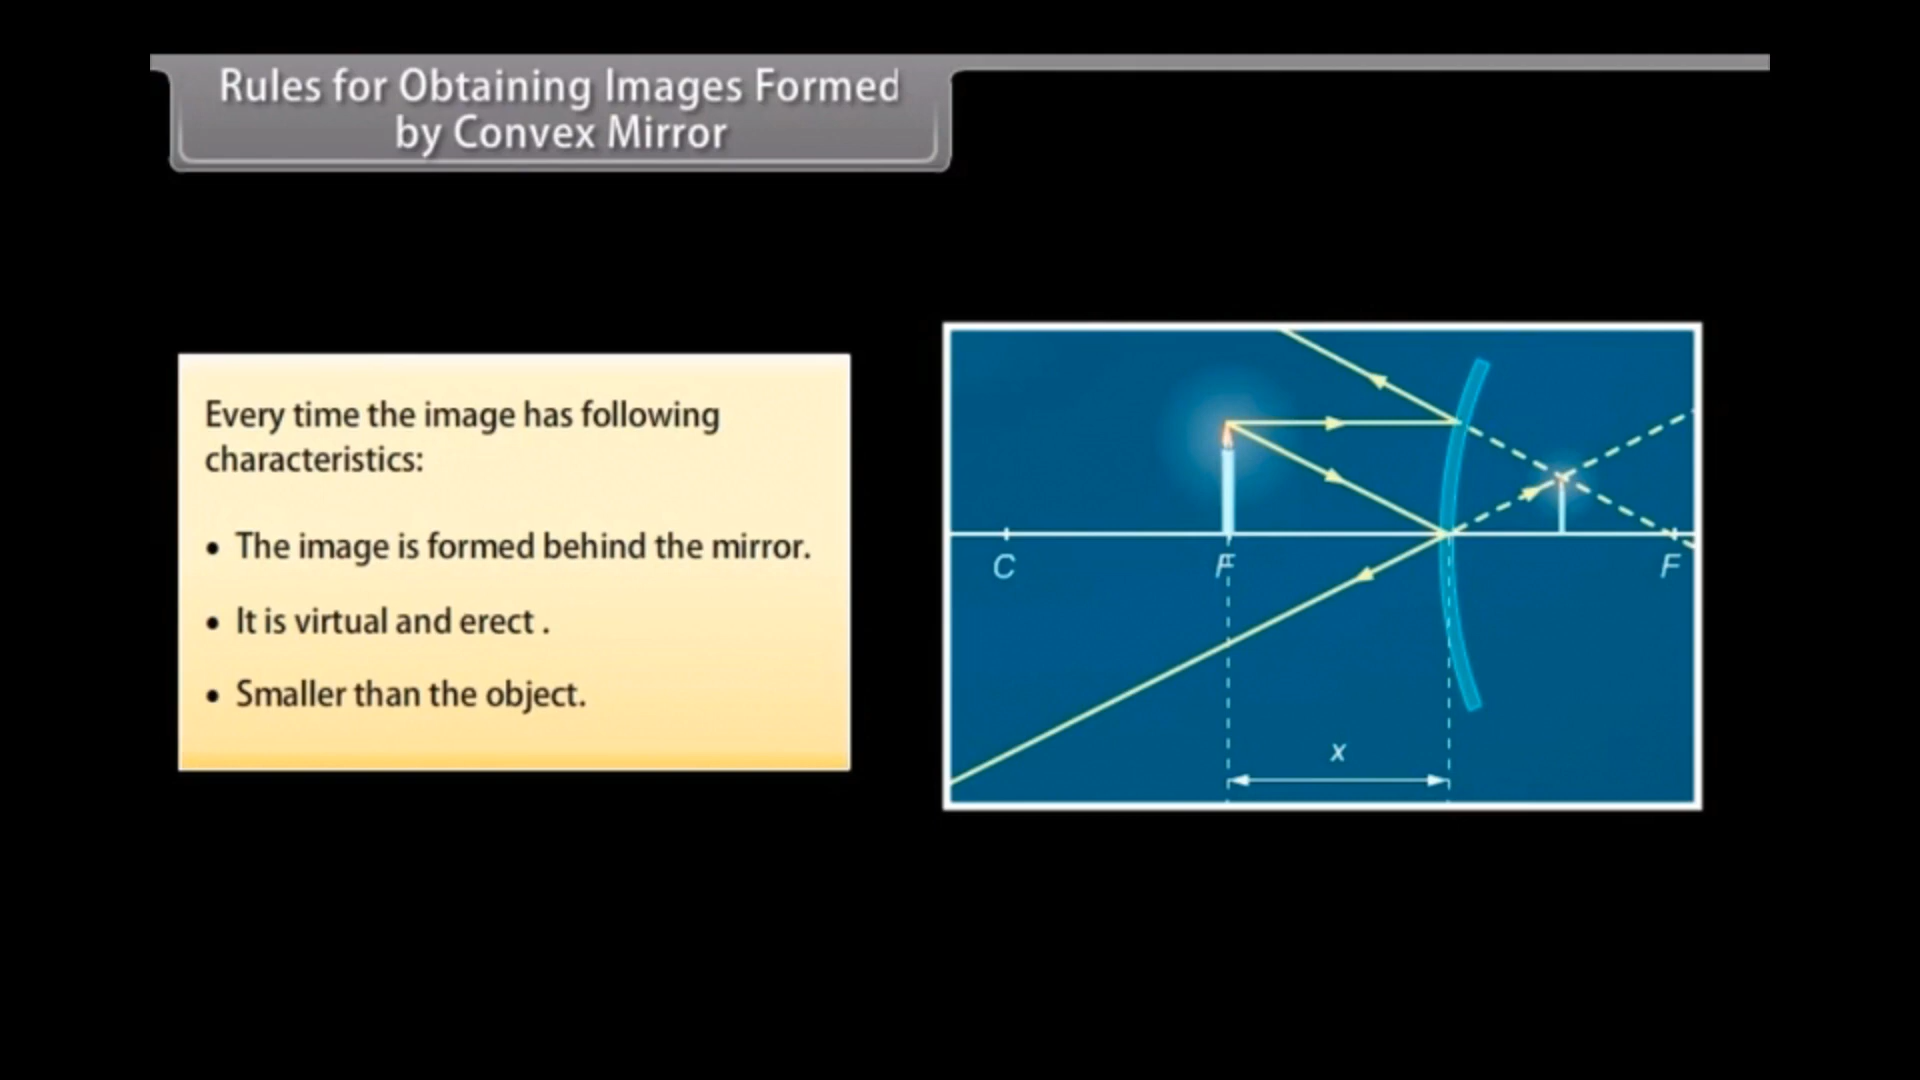 Rules for Obtaining Images Formed
by Convex Mirror
Every time the image has following
characteristics:
• The image is formed behind the mirror.
• It is virtual and erect .
• Smaller than the object.
C
F
F
x